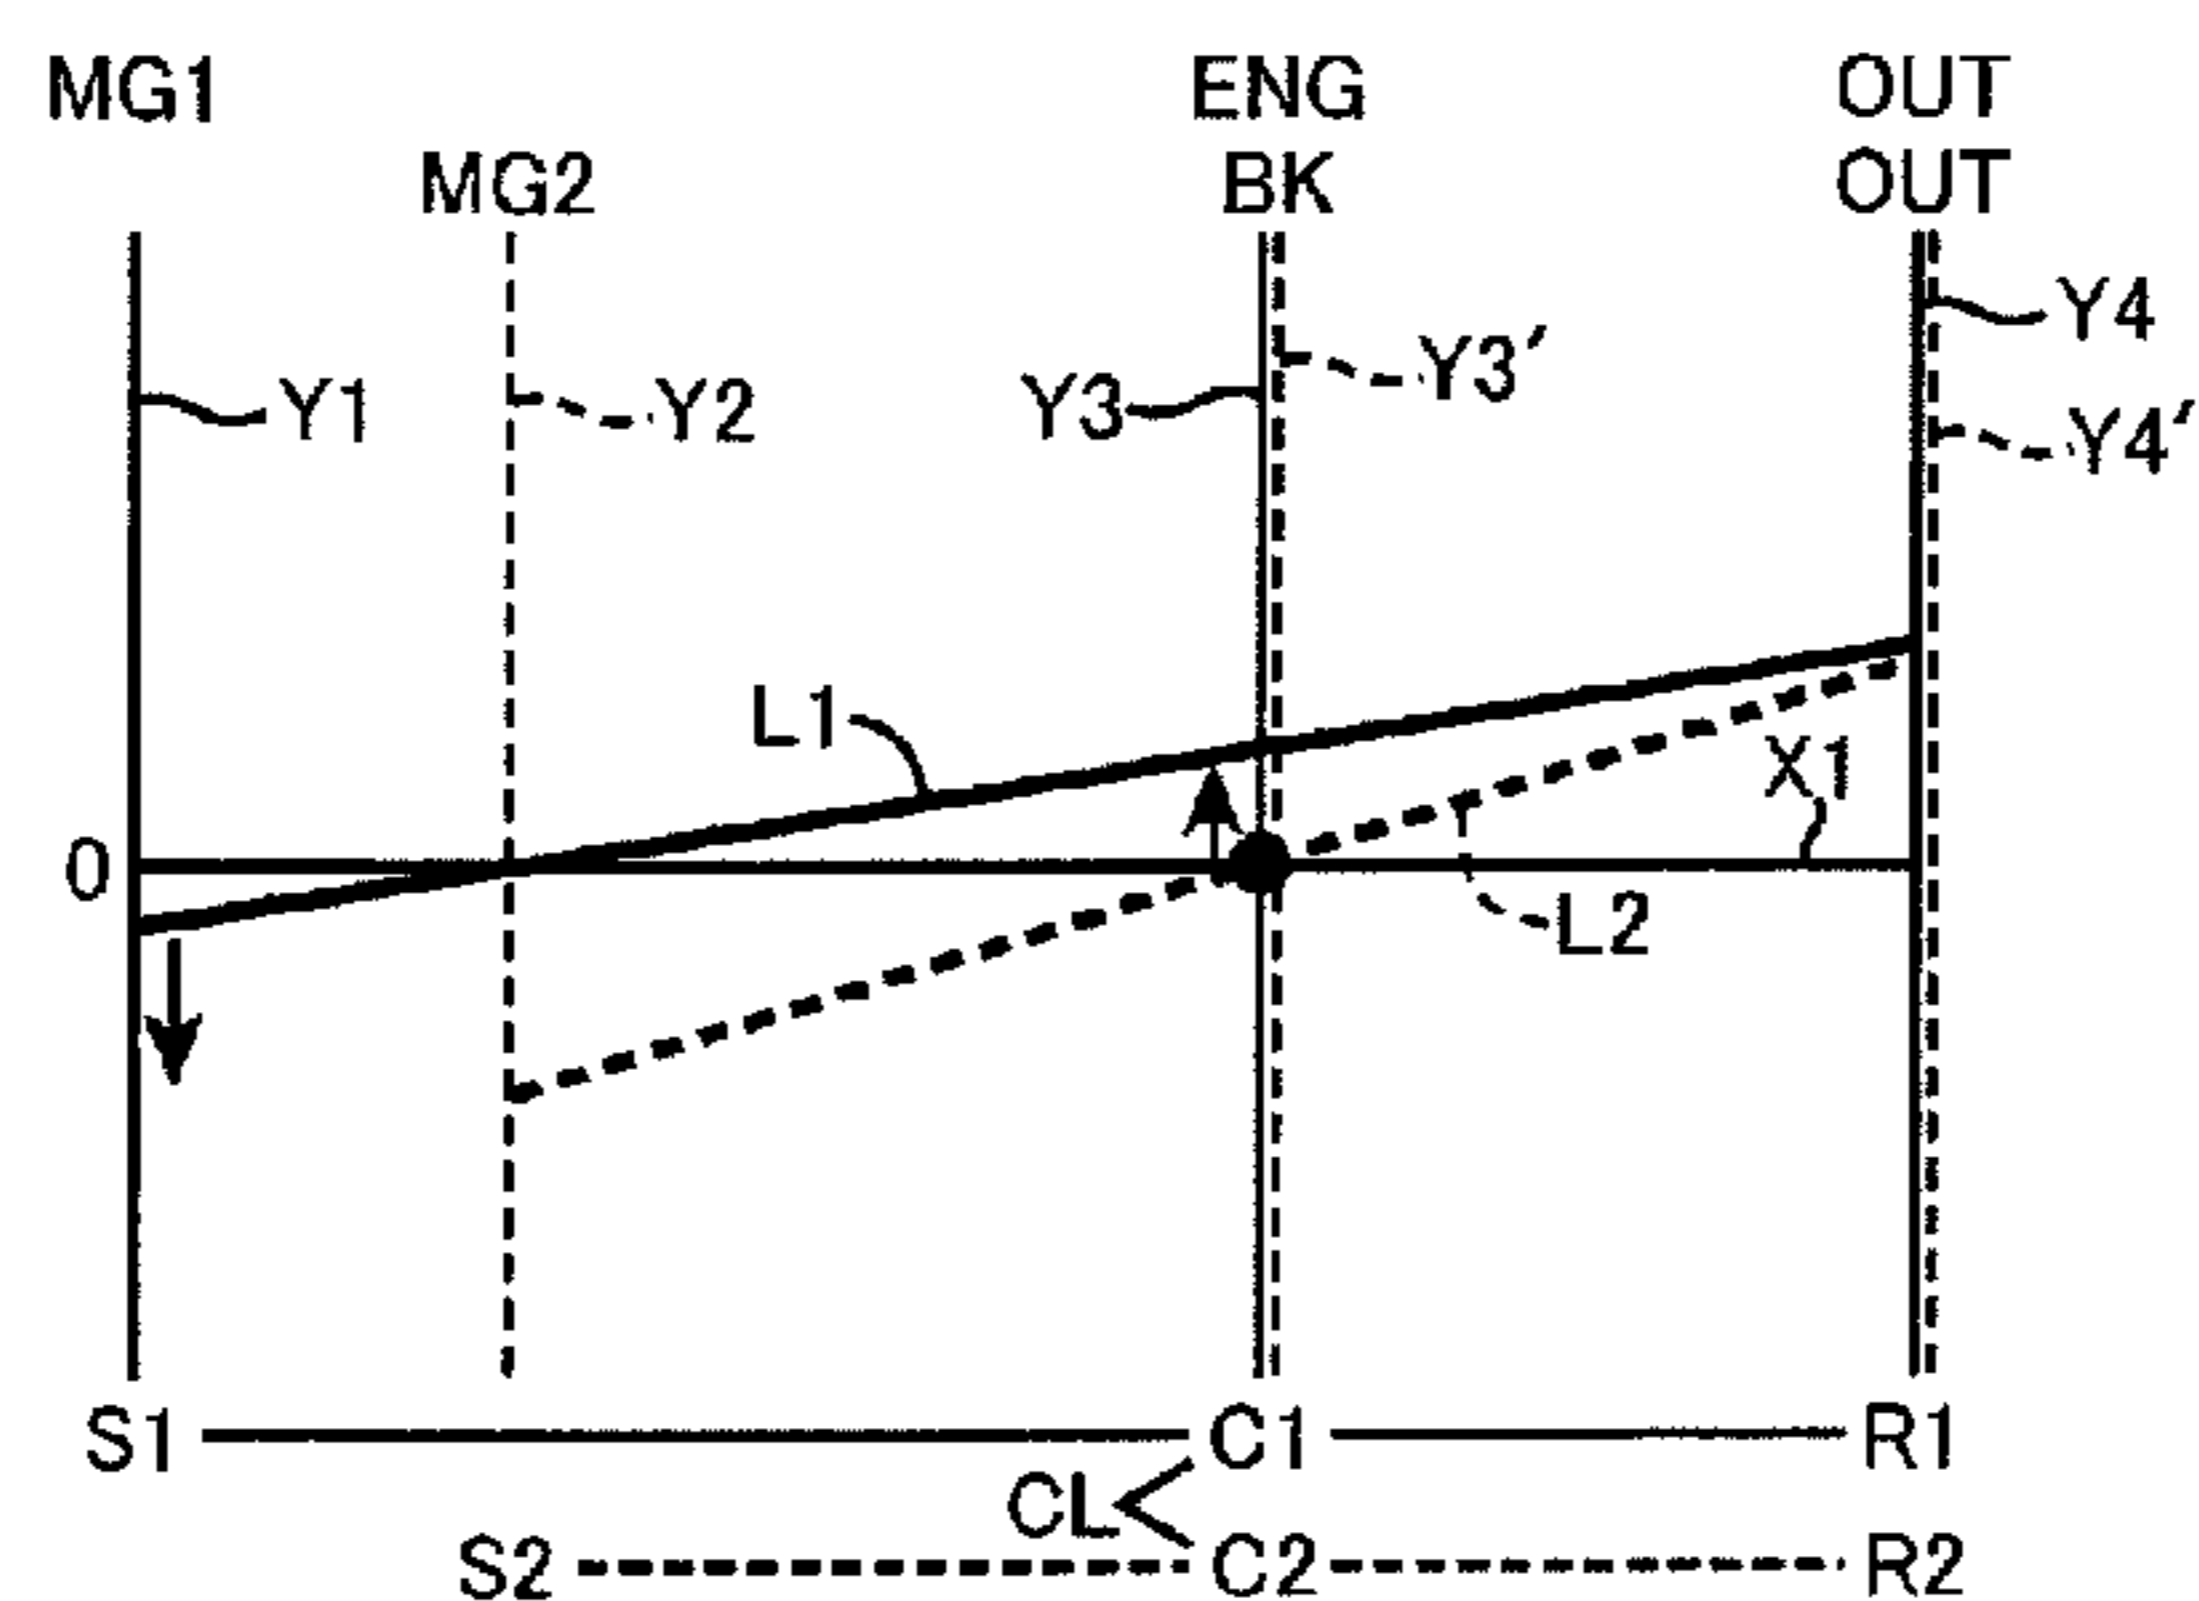 MG1 ENG OUT
MG2 BK OUT
Y4
Y3′
Y1 Y2 Y3
Y4′
L1
X1
0
L2
S1 C1 R1
CL
S2 C2 R2